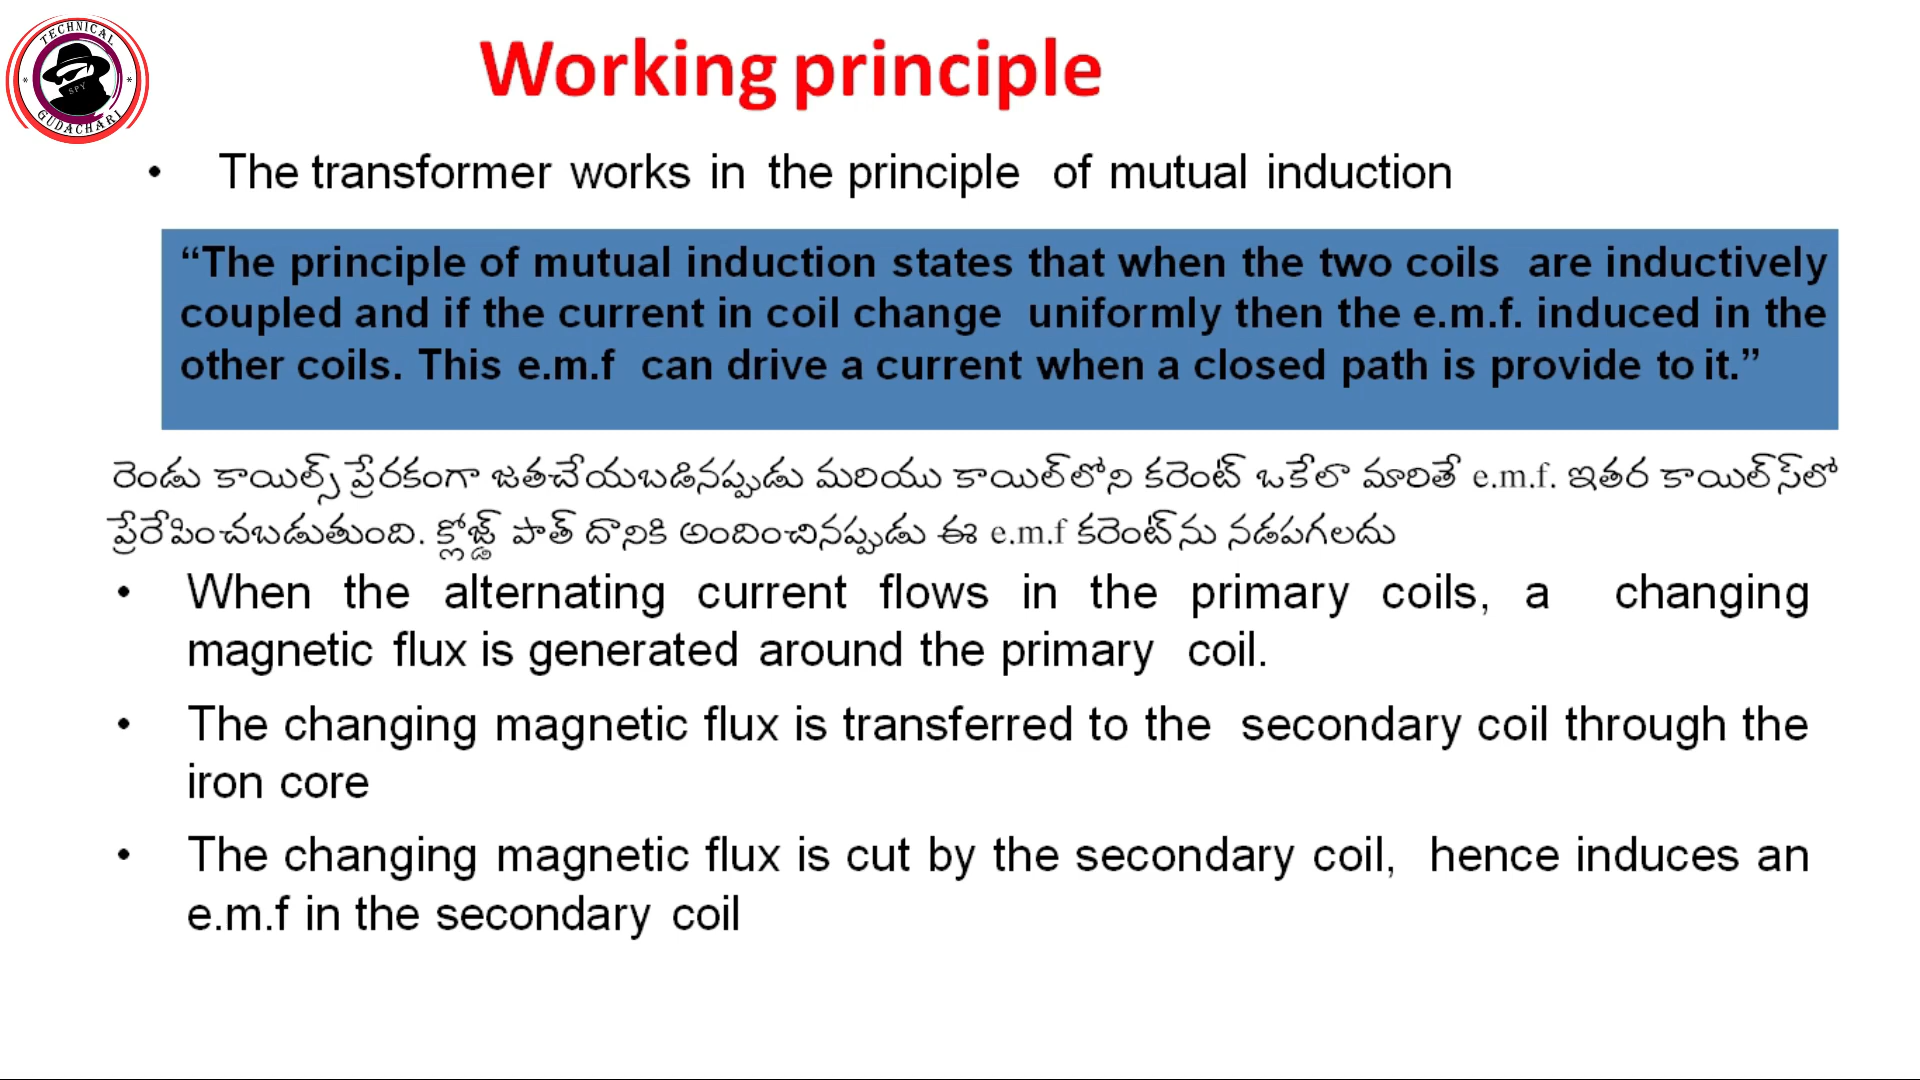 TECHNICAL
SPY
GUDACHARI
Working principle
• The transformer works in the principle of mutual induction
“The principle of mutual induction states that when the two coils are inductively
coupled and if the current in coil change uniformly then the e.m.f. induced in the
other coils. This e.m.f can drive a current when a closed path is provide to it.”
రెండు కాయిల్స్ ప్రేరకంగా జతచేయబడినప్పుడు మరియు కాయిల్‌లోని కరెంట్ ఒకేలా మారితే e.m.f. ఇతర కాయిల్‌స్‌లో
ప్రేరేపించబడుతుంది. క్లోజ్డ్ పాత్ దానికి అందించినప్పుడు ఈ e.m.f కరెంట్‌ను నడపగలదు
• When the alternating current flows in the primary coils, a changing
magnetic flux is generated around the primary coil.
• The changing magnetic flux is transferred to the secondary coil through the
iron core
• The changing magnetic flux is cut by the secondary coil, hence induces an
e.m.f in the secondary coil